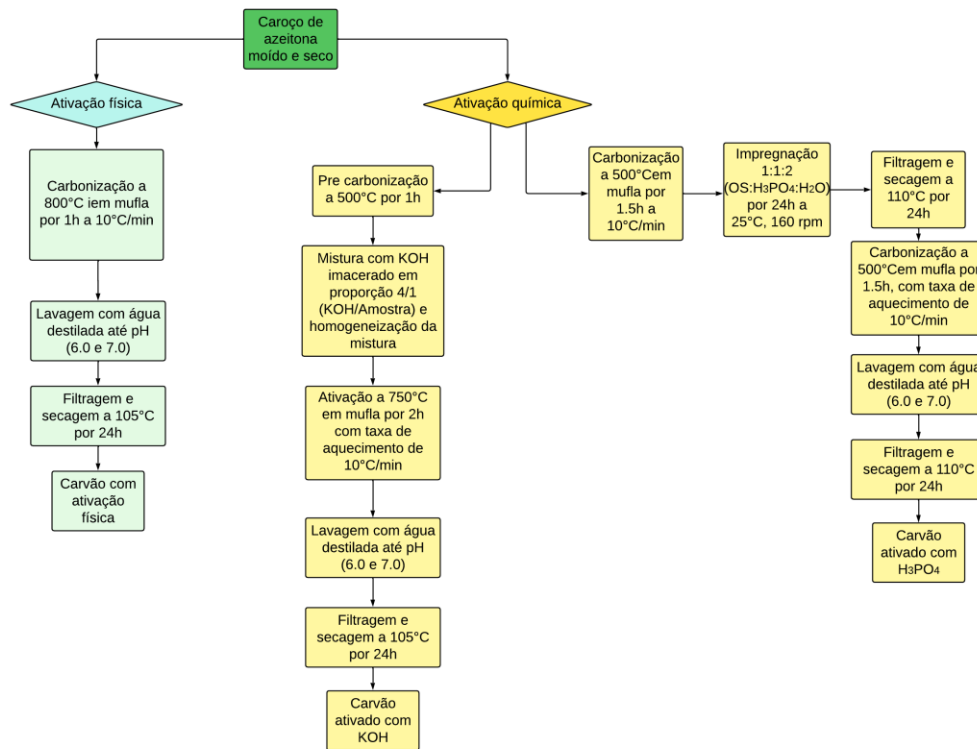 Caroço de
azeitona
moído e seco
Ativação física
Carbonização a
800°C iem mufla
por 1h a 10°C/min
Lavagem com água
destilada até pH
(6.0 e 7.0)
Filtragem e
secagem a 105°C
por 24h
Carvão com
ativação
física
Ativação química
Pre carbonização
a 500°C por 1h
Mistura com KOH
imacerado em
proporção 4/1
(KOH/Amostra) e
homogeneização da
mistura
Ativação a 750°C
em mufla por 2h
com taxa de
aquecimento de
10°C/min
Lavagem com água
destilada até pH
(6.0 e 7.0)
Filtragem e
secagem a 105°C
por 24h
Carvão
ativado com
KOH
Carbonização
a 500°Cem
mufla por
1.5h a
10°C/min
Impregnação
1:1:2
(OS:H3PO4:H2O)
por 24h a
25°C, 160 rpm
Filtragem e
secagem a
110°C por
24h
Carbonização a
500°Cem mufla por
1.5h, com taxa de
aquecimento de
10°C/min
Lavagem com água
destilada até pH
(6.0 e 7.0)
Filtragem e
secagem a 110°C
por 24h
Carvão
ativado com
H3PO4